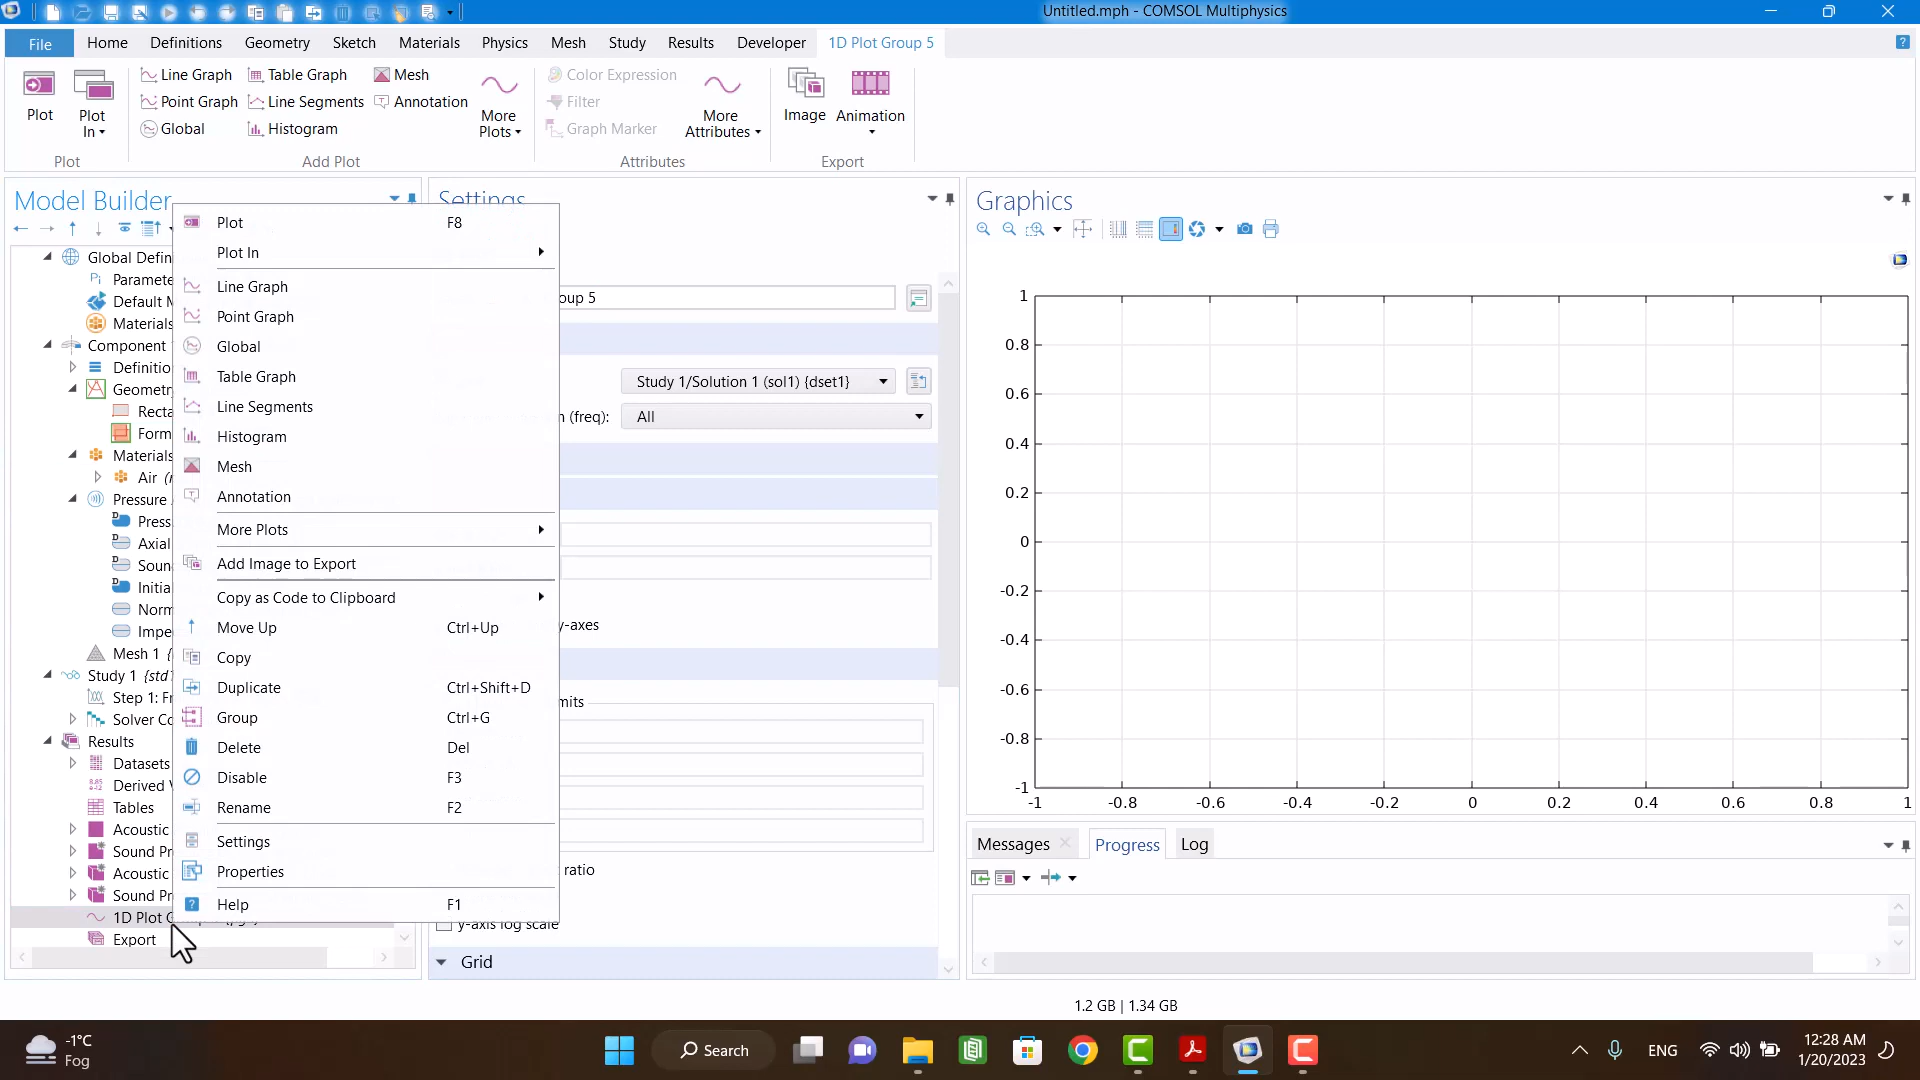 Untitled.mph - COMSOL Multiphysics
File Home Definitions Geometry Sketch Materials Physics Mesh Study Results Developer 1D Plot Group 5
Plot
Plot In
Line Graph Table Graph Mesh
Point Graph Line Segments Annotation
Global Histogram
More Plots
Color Expression
Filter
Graph Marker
More Attributes
Image
Animation
Plot
Add Plot
Attributes
Export
Model Builder
Global Defin
Pi Paramete
Default M
Materials
Component
Definitio
Geometry
Recta
Form
Materials
Air
Pressure
Press
Axial
Soun
Initia
Norm
Impe
Mesh 1
Study 1 {std1
Step 1: Fr
Solver Co
Results
Datasets
8.85
e-12
Derived V
Tables
Acoustic
Sound Pr
Acoustic
Sound Pr
1D Plot G
Export
Plot F8
Plot In
Line Graph
Point Graph
Global
Table Graph
Line Segments
Histogram
Mesh
Annotation
More Plots
Add Image to Export
Copy as Code to Clipboard
Move Up Ctrl+Up
Copy
Duplicate Ctrl+Shift+D
Group Ctrl+G
Delete Del
Disable F3
Rename F2
Settings
Properties
Help F1
Settings
oup 5
Study 1/Solution 1 (sol1) {dset1}
(freq): All
y-axes
mits
ratio
y-axis log scale
Grid
Graphics
1
0.8
0.6
0.4
0.2
0
-0.2
-0.4
-0.6
-0.8
-1
-1 -0.8 -0.6 -0.4 -0.2 0 0.2 0.4 0.6 0.8 1
Messages Progress Log
1.2 GB | 1.34 GB
-1°C
Fog
Search
ENG
12:28 AM
1/20/2023